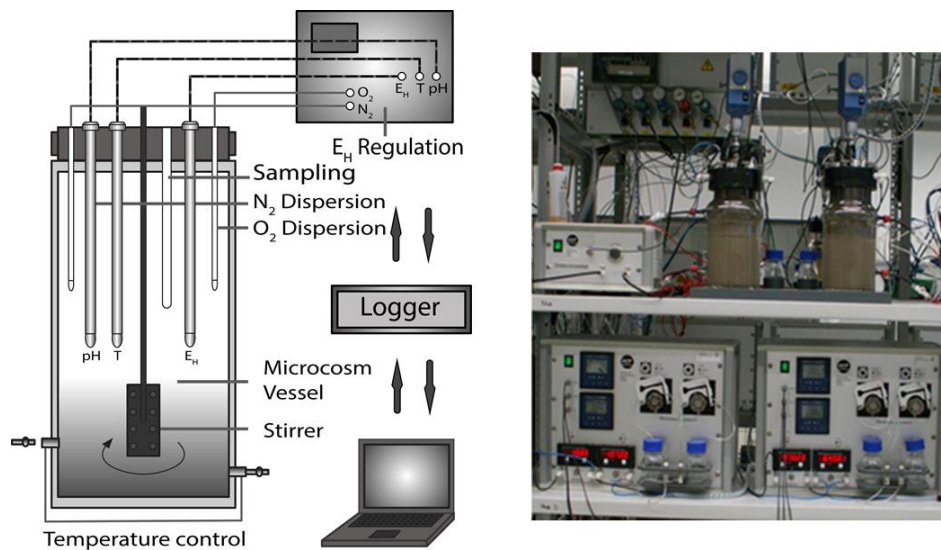 E_H T pH
O₂
N₂
E_H Regulation
Sampling
N₂ Dispersion
O₂ Dispersion
Logger
pH T E_H
Microcosm
Vessel
Stirrer
Temperature control